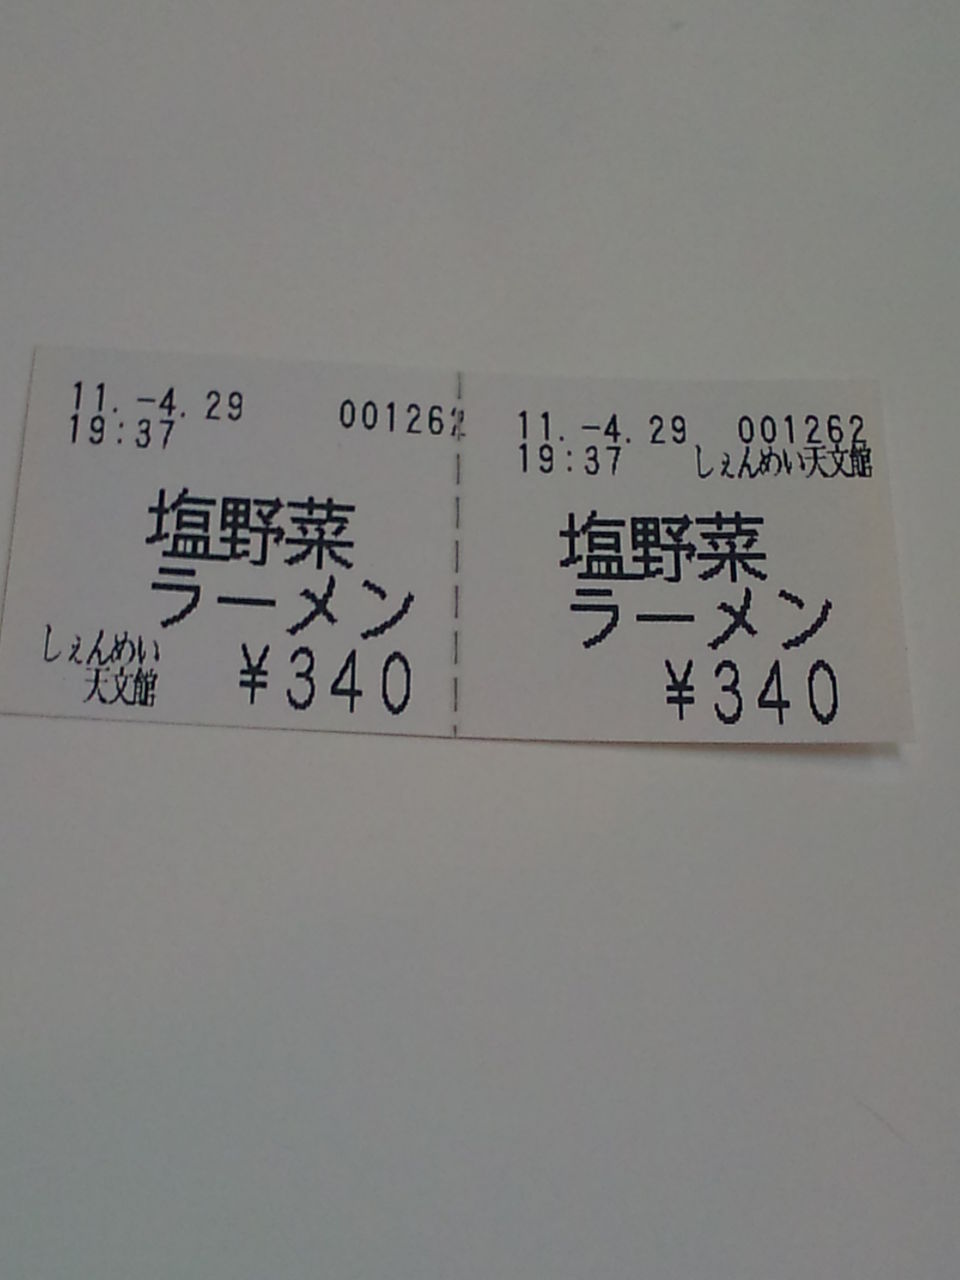 11.-4.29 001262
19:37
塩野菜
ラーメン
しぇんめい
天文館
¥340
11.-4.29 001262
19:37 しぇんめい天文館
塩野菜
ラーメン
¥340